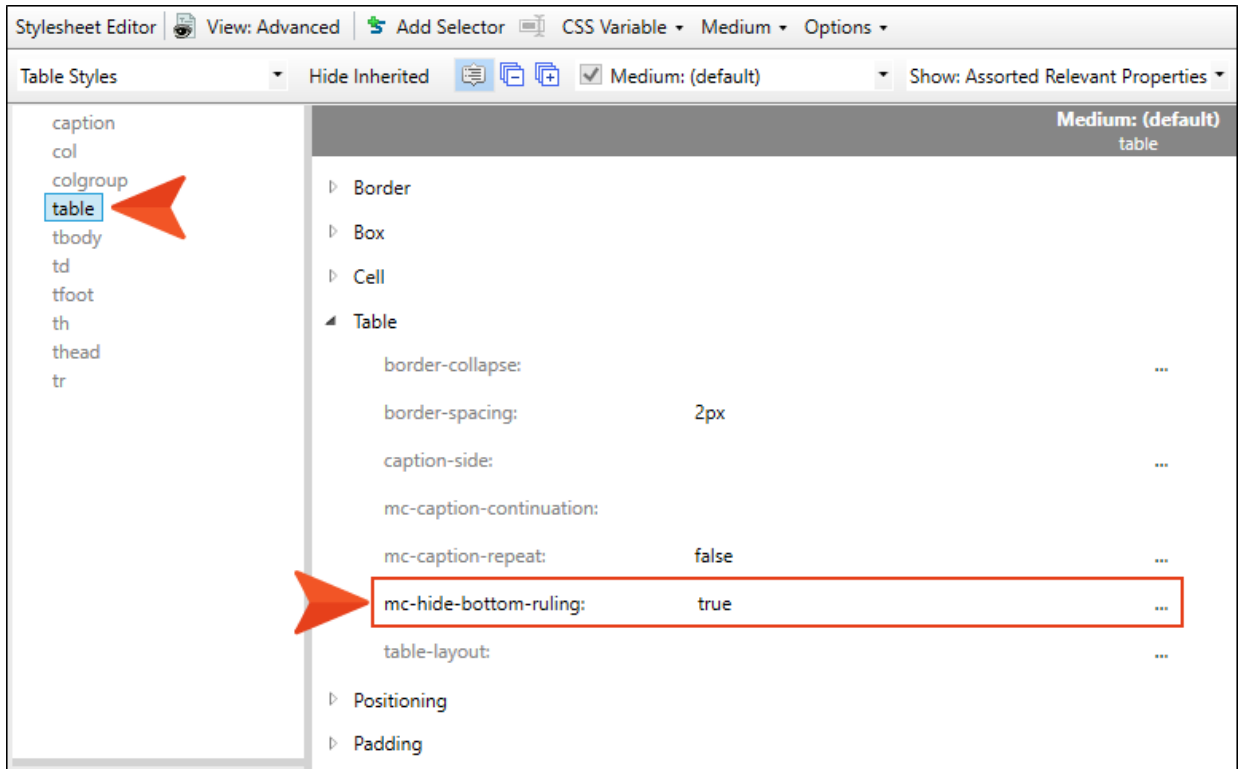 Stylesheet Editor View: Advanced Add Selector CSS Variable Medium Options
Table Styles Hide Inherited Medium: (default) Show: Assorted Relevant Properties
caption
col
colgroup
table
tbody
td
tfoot
th
thead
tr
Medium: (default)
table
Border
Box
Cell
Table
border-collapse: ...
border-spacing: 2px
caption-side: ...
mc-caption-continuation:
mc-caption-repeat: false ...
mc-hide-bottom-ruling: true ...
table-layout: ...
Positioning
Padding